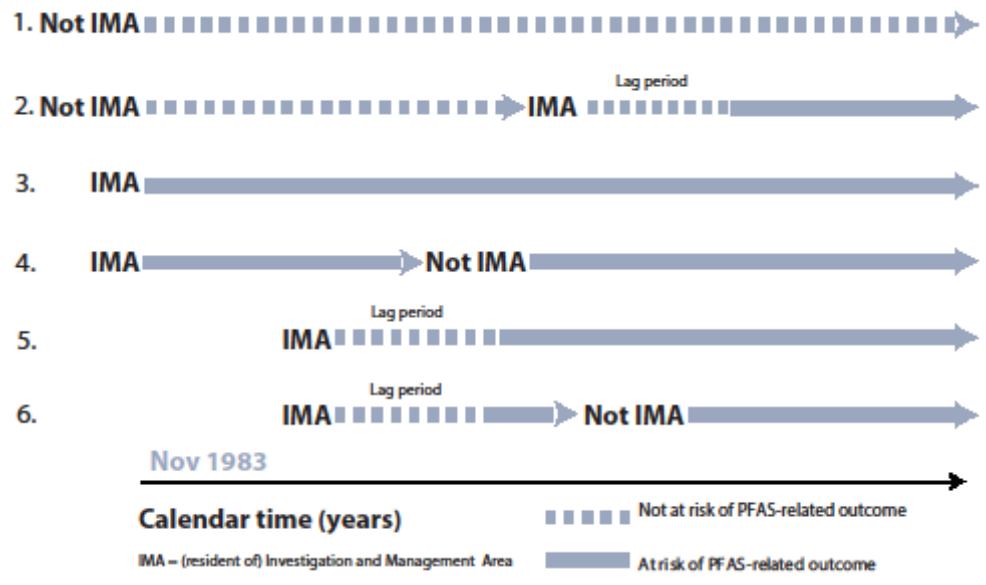 1. Not IMA
Lag period
2. Not IMA IMA
3. IMA
4. IMA Not IMA
Lag period
5. IMA
Lag period
6. IMA Not IMA
Nov 1983
Calendar time (years)
Not at risk of PFAS-related outcome
IMA – (resident of) Investigation and Management Area
At risk of PFAS-related outcome